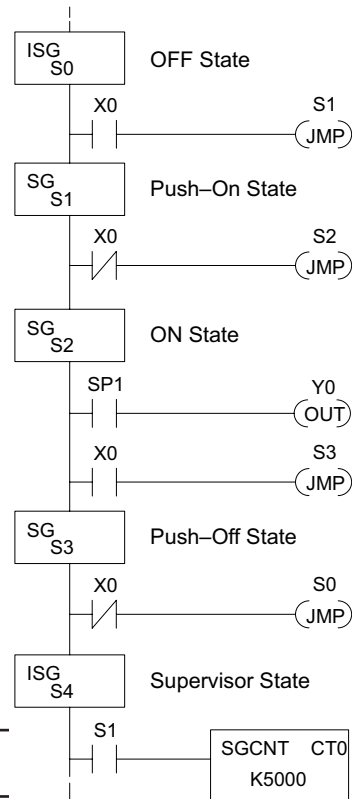 ISG
S0
OFF State
X0
S1
JMP
SG
S1
Push–On State
X0
S2
JMP
SG
S2
ON State
SP1
Y0
OUT
X0
S3
JMP
SG
S3
Push–Off State
X0
S0
JMP
ISG
S4
Supervisor State
S1
SGCNT CT0
K5000